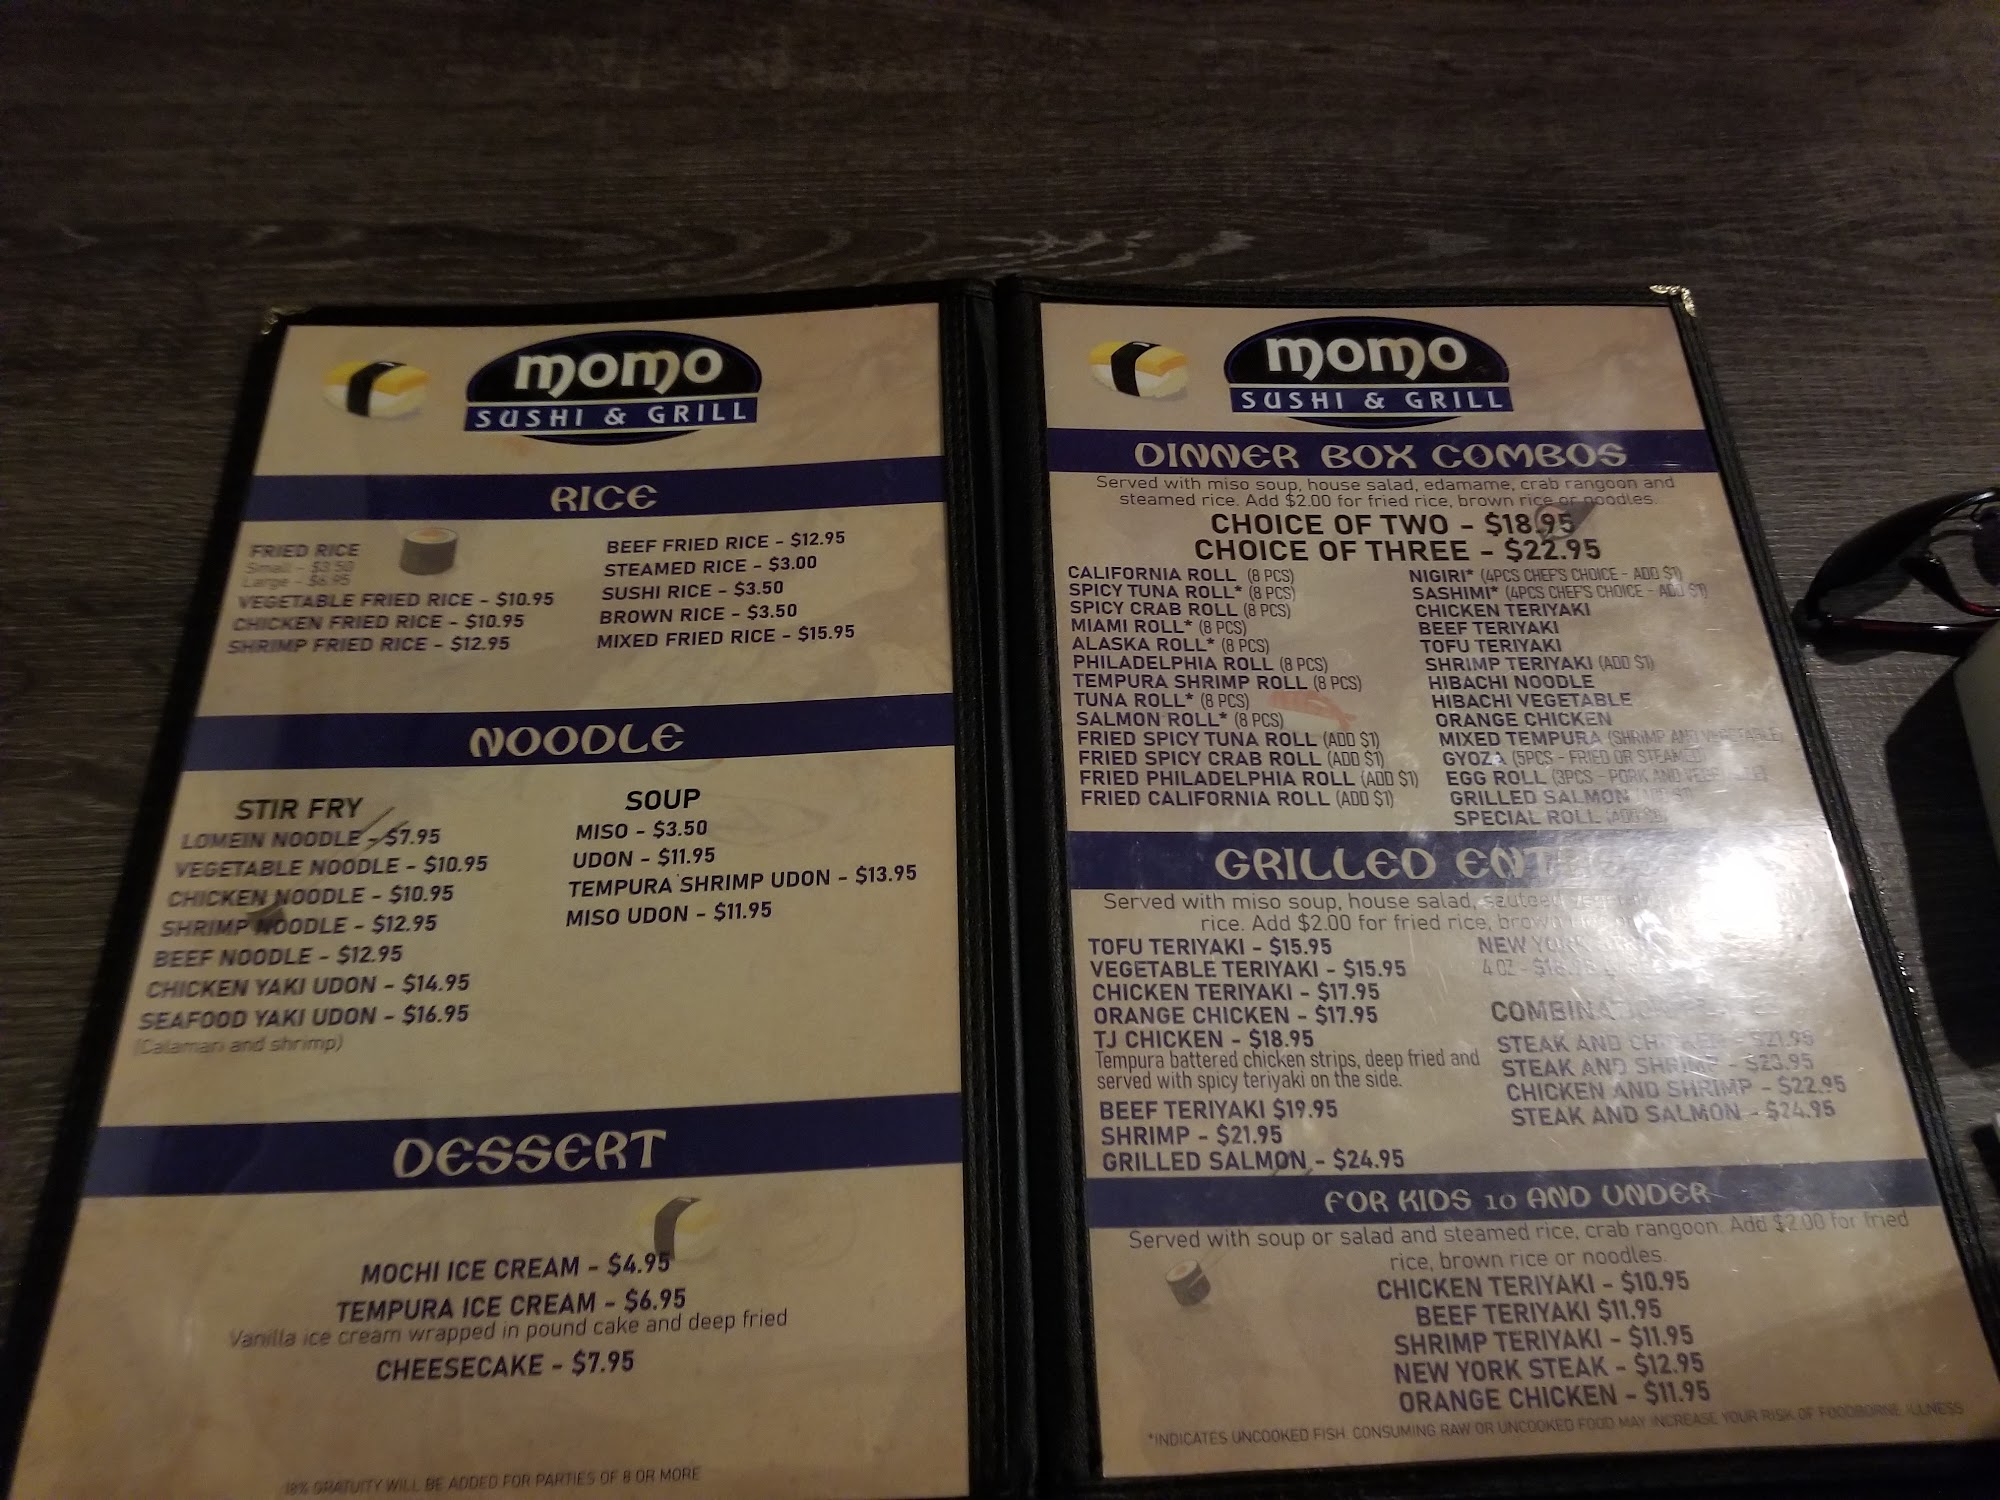 momo
SUSHI & GRILL
RICE
FRIED RICE
Small - $3.50
Large - $6.95
VEGETABLE FRIED RICE - $10.95
CHICKEN FRIED RICE - $10.95
SHRIMP FRIED RICE - $12.95
BEEF FRIED RICE - $12.95
STEAMED RICE - $3.00
SUSHI RICE - $3.50
BROWN RICE - $3.50
MIXED FRIED RICE - $15.95
NOODLE
STIR FRY
LOMEIN NOODLE - $7.95
VEGETABLE NOODLE - $10.95
CHICKEN NOODLE - $10.95
SHRIMP NOODLE - $12.95
BEEF NOODLE - $12.95
CHICKEN YAKI UDON - $14.95
SEAFOOD YAKI UDON - $16.95
(Calamari and shrimp)
SOUP
MISO - $3.50
UDON - $11.95
TEMPURA SHRIMP UDON - $13.95
MISO UDON - $11.95
DESSERT
MOCHI ICE CREAM - $4.95
TEMPURA ICE CREAM - $6.95
Vanilla ice cream wrapped in pound cake and deep fried
CHEESECAKE - $7.95
18% GRATUITY WILL BE ADDED FOR PARTIES OF 8 OR MORE
momo
SUSHI & GRILL
DINNER BOX COMBOS
Served with miso soup, house salad, edamame, crab rangoon and
steamed rice. Add $2.00 for fried rice, brown rice or noodles.
CHOICE OF TWO - $18.95
CHOICE OF THREE - $22.95
CALIFORNIA ROLL (8 PCS)
SPICY TUNA ROLL* (8 PCS)
SPICY CRAB ROLL (8 PCS)
MIAMI ROLL* (8 PCS)
ALASKA ROLL* (8 PCS)
PHILADELPHIA ROLL (8 PCS)
TEMPURA SHRIMP ROLL (8 PCS)
TUNA ROLL* (8 PCS)
SALMON ROLL* (8 PCS)
FRIED SPICY TUNA ROLL (ADD $1)
FRIED SPICY CRAB ROLL (ADD $1)
FRIED PHILADELPHIA ROLL (ADD $1)
FRIED CALIFORNIA ROLL (ADD $1)
NIGIRI* (4PCS CHEF'S CHOICE - ADD $1)
SASHIMI* (4PCS CHEF'S CHOICE - ADD $1)
CHICKEN TERIYAKI
BEEF TERIYAKI
TOFU TERIYAKI
SHRIMP TERIYAKI (ADD $1)
HIBACHI NOODLE
HIBACHI VEGETABLE
ORANGE CHICKEN
MIXED TEMPURA (SHRIMP AND VEGETABLE)
GYOZA (5PCS - FRIED OR STEAMED)
EGG ROLL (3PCS - PORK AND
GRILLED SALMON
SPECIAL ROLL
GRILLED
Served with miso soup, house salad, sauteed
rice. Add $2.00 for fried rice, brown
TOFU TERIYAKI - $15.95
VEGETABLE TERIYAKI - $15.95
CHICKEN TERIYAKI - $17.95
ORANGE CHICKEN - $17.95
TJ CHICKEN - $18.95
Tempura battered chicken strips, deep fried and
served with spicy teriyaki on the side.
BEEF TERIYAKI $19.95
SHRIMP - $21.95
GRILLED SALMON - $24.95
NEW YORK
4 OZ -
STEAK AND CHICKEN - $21.95
STEAK AND SHRIMP - $23.95
CHICKEN AND SHRIMP - $22.95
STEAK AND SALMON - $24.95
FOR KIDS 10 AND UNDER
Served with soup or salad and steamed rice, crab rangoon. Add $2.00 for fried
rice, brown rice or noodles.
CHICKEN TERIYAKI - $10.95
BEEF TERIYAKI $11.95
SHRIMP TERIYAKI - $11.95
NEW YORK STEAK - $12.95
ORANGE CHICKEN - $11.95
*INDICATES UNCOOKED FISH. CONSUMING RAW OR UNCOOKED FOOD MAY INCREASE YOUR RISK OF FOODBORNE ILLNESS